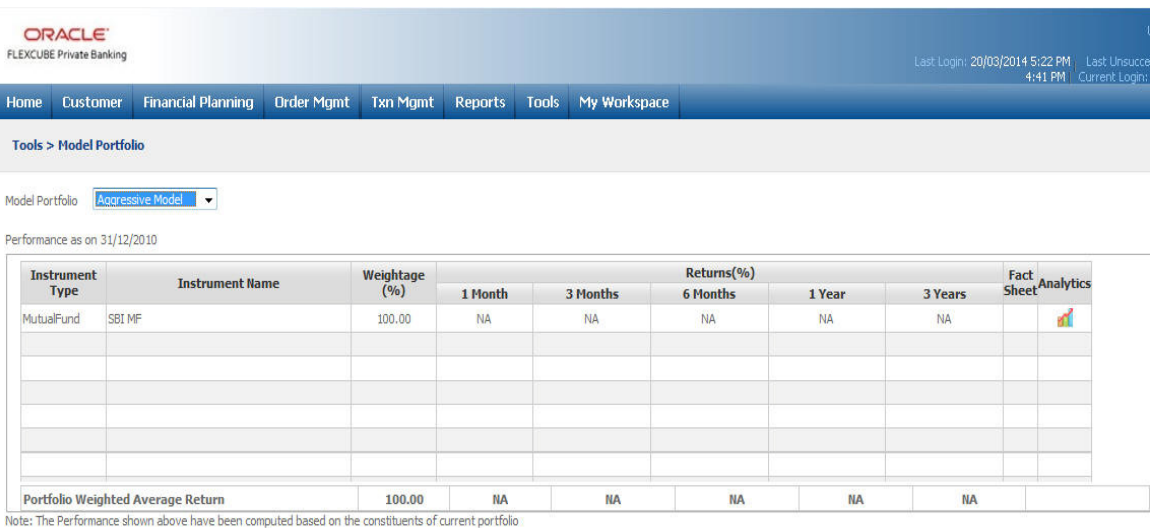 ORACLE
FLEXCUBE Private Banking
Last Login: 20/03/2014 5:22 PM
4:41 PM Current Login:
Home Customer Financial Planning Order Mgmt Txn Mgmt Reports Tools My Workspace
Tools > Model Portfolio
Model Portfolio Aggressive Model
Performance as on 31/12/2010
Instrument Type Instrument Name Weightage (%) Returns(%) Fact Sheet Analytics
1 Month 3 Months 6 Months 1 Year 3 Years
MutualFund SBI MF 100.00 NA NA NA NA NA
Portfolio Weighted Average Return 100.00 NA NA NA NA NA
Note: The Performance shown above have been computed based on the constituents of current portfolio